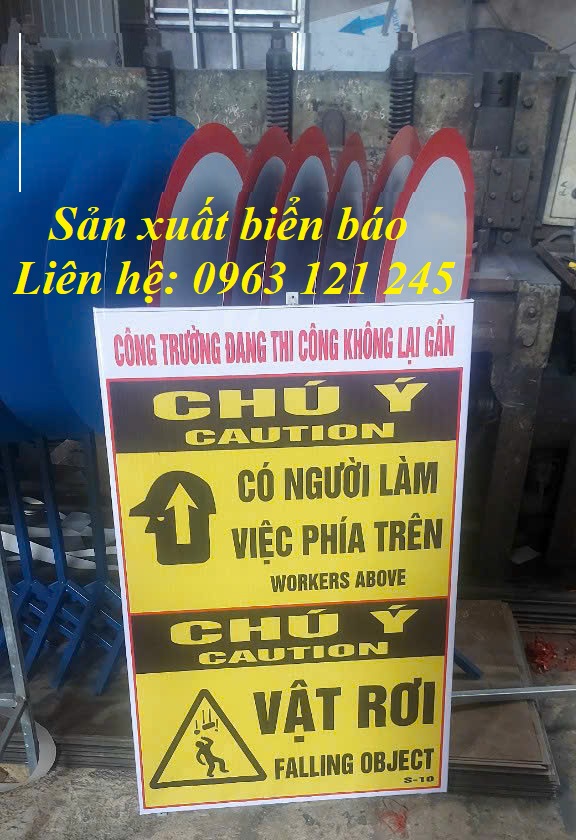 Sản xuất biển báo
Liên hệ: 0963 121 245
CÔNG TRƯỜNG ĐANG THI CÔNG KHÔNG LẠI GẦN
CHÚ Ý
CAUTION
CÓ NGƯỜI LÀM
VIỆC PHÍA TRÊN
WORKERS ABOVE
CHÚ Ý
CAUTION
VẬT RƠI
FALLING OBJECT
S-10